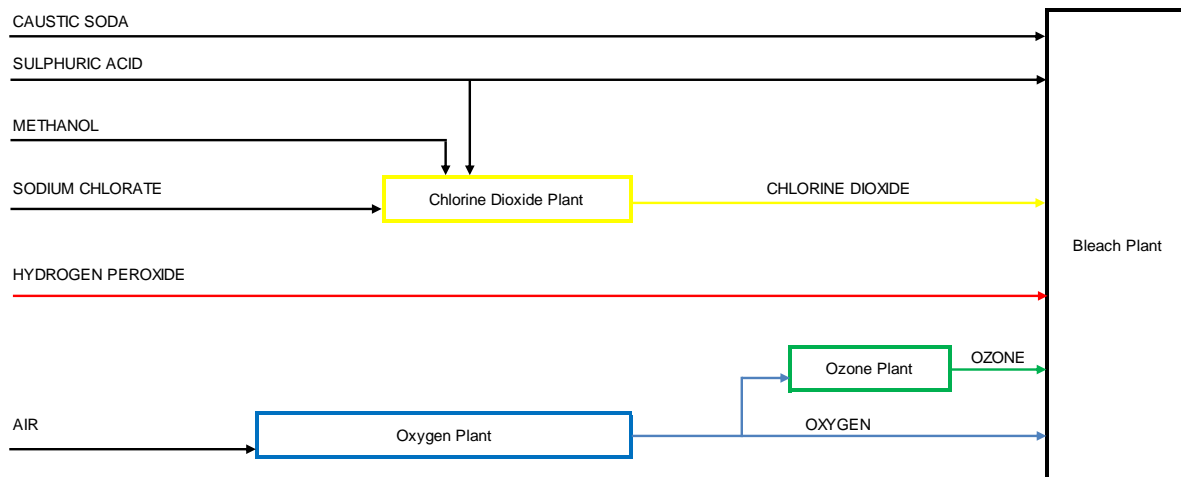 CAUSTIC SODA
SULPHURIC ACID
METHANOL
SODIUM CHLORATE
Chlorine Dioxide Plant
CHLORINE DIOXIDE
Bleach Plant
HYDROGEN PEROXIDE
Ozone Plant
OZONE
AIR
Oxygen Plant
OXYGEN